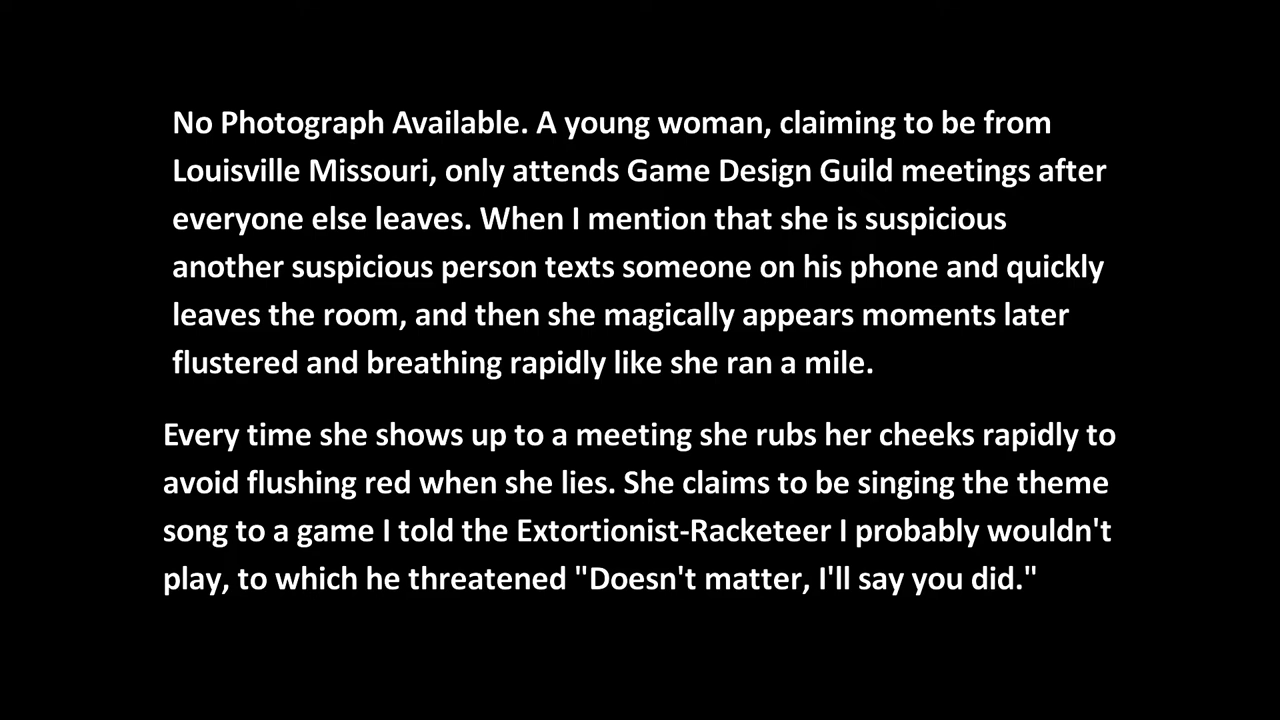 No Photograph Available. A young woman, claiming to be from
Louisville Missouri, only attends Game Design Guild meetings after
everyone else leaves. When I mention that she is suspicious
another suspicious person texts someone on his phone and quickly
leaves the room, and then she magically appears moments later
flustered and breathing rapidly like she ran a mile.
Every time she shows up to a meeting she rubs her cheeks rapidly to
avoid flushing red when she lies. She claims to be singing the theme
song to a game I told the Extortionist-Racketeer I probably wouldn't
play, to which he threatened "Doesn't matter, I'll say you did."